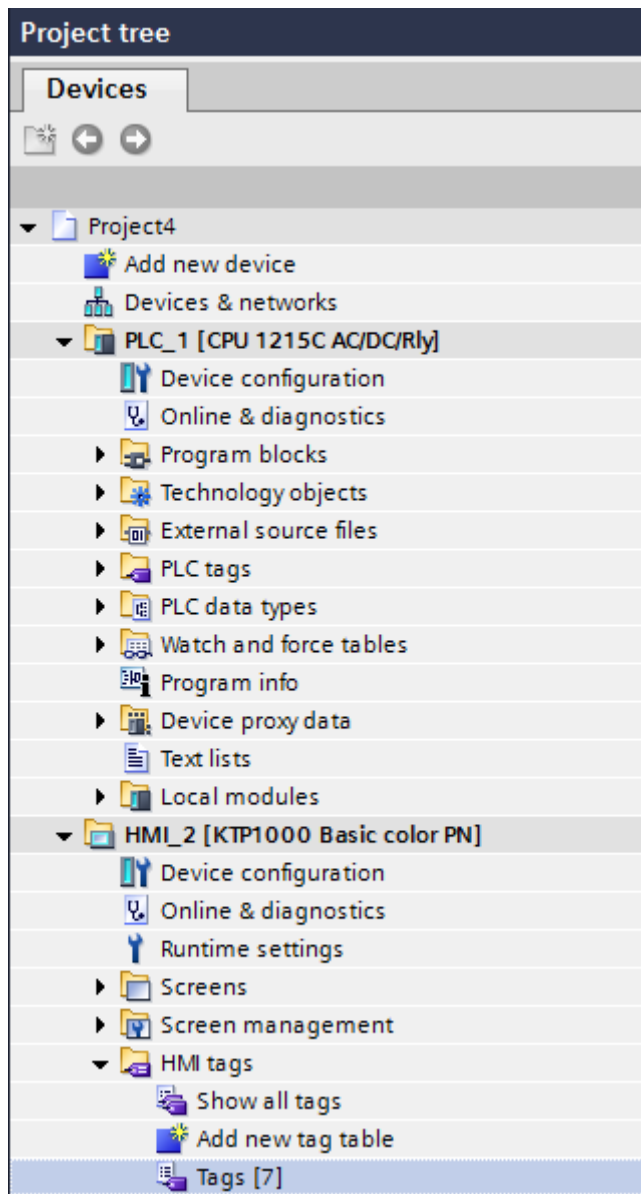 Project tree
Devices
Project4
Add new device
Devices & networks
PLC_1 [CPU 1215C AC/DC/Rly]
Device configuration
Online & diagnostics
Program blocks
Technology objects
External source files
PLC tags
PLC data types
Watch and force tables
Program info
Device proxy data
Text lists
Local modules
HMI_2 [KTP1000 Basic color PN]
Device configuration
Online & diagnostics
Runtime settings
Screens
Screen management
HMI tags
Show all tags
Add new tag table
Tags [7]